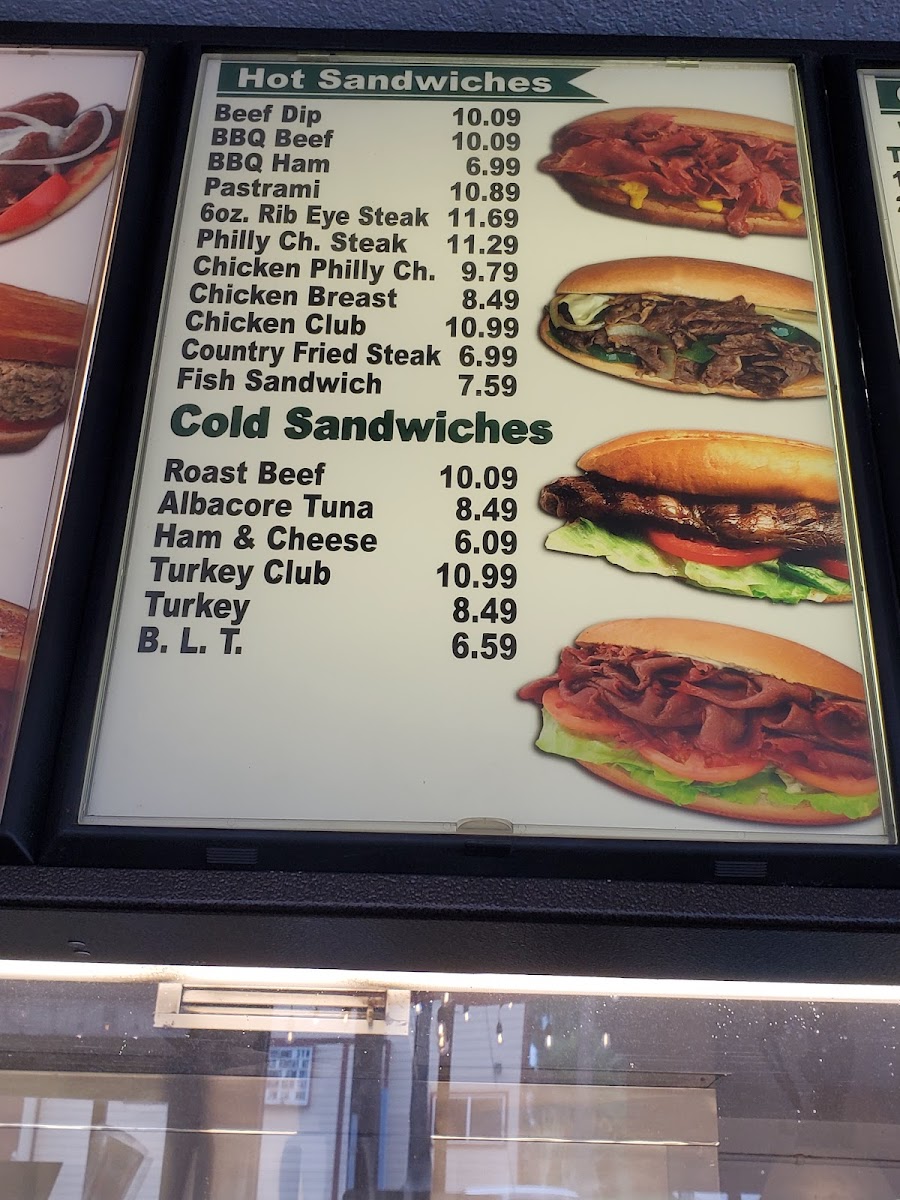 Hot Sandwiches
Beef Dip 10.09
BBQ Beef 10.09
BBQ Ham 6.99
Pastrami 10.89
6oz. Rib Eye Steak 11.69
Philly Ch. Steak 11.29
Chicken Philly Ch. 9.79
Chicken Breast 8.49
Chicken Club 10.99
Country Fried Steak 6.99
Fish Sandwich 7.59
Cold Sandwiches
Roast Beef 10.09
Albacore Tuna 8.49
Ham & Cheese 6.09
Turkey Club 10.99
Turkey 8.49
B. L. T. 6.59